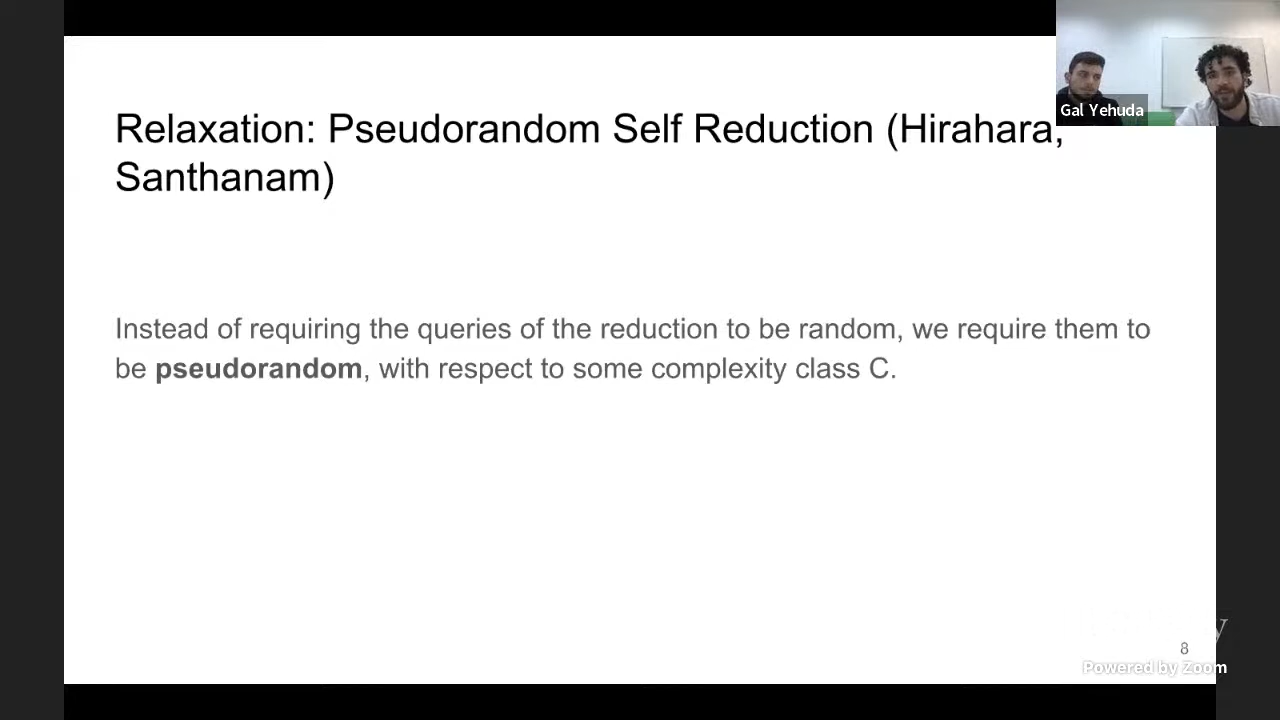 Gal Yehuda
Relaxation: Pseudorandom Self Reduction (Hirahara,
Santhanam)
Instead of requiring the queries of the reduction to be random, we require them to
be pseudorandom, with respect to some complexity class C.
8
Powered by Zoom